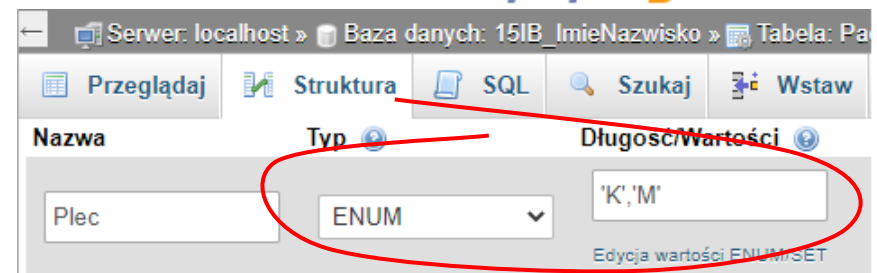 ← Serwer: localhost » Baza danych: 15IB_ImieNazwisko » Tabela:
Przeglądaj Struktura SQL Szukaj Wstaw
Nazwa Typ Długość/Wartości
Plec ENUM 'K','M'
Edycja wartości ENUM/SET